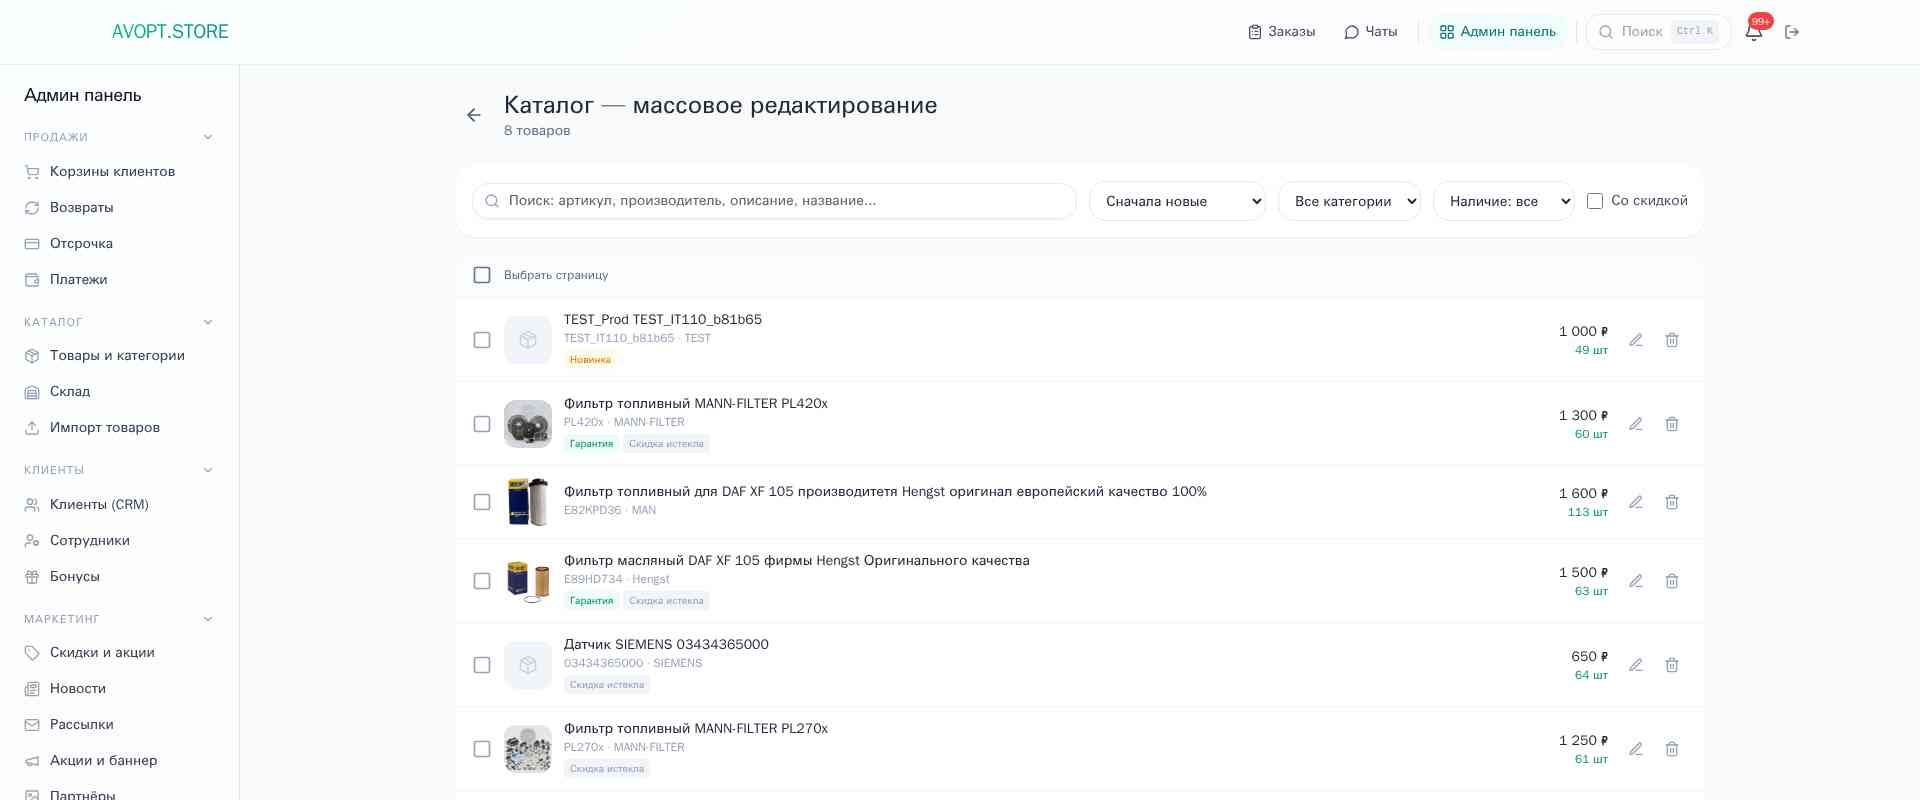 AVOPT.STORE
Заказы
Чаты
Админ панель
Поиск
Ctrl K
99+
Админ панель
ПРОДАЖИ
Корзины клиентов
Возвраты
Отсрочка
Платежи
КАТАЛОГ
Товары и категории
Склад
Импорт товаров
КЛИЕНТЫ
Клиенты (CRM)
Сотрудники
Бонусы
МАРКЕТИНГ
Скидки и акции
Новости
Рассылки
Акции и баннер
Партнёры
Каталог — массовое редактирование
8 товаров
Поиск: артикул, производитель, описание, название...
Сначала новые
Все категории
Наличие: все
Со скидкой
Выбрать страницу
TEST_Prod TEST_IT110_b81b65
TEST_IT110_b81b65 · TEST
Новинка
1 000 ₽
49 шт
Фильтр топливный MANN-FILTER PL420x
PL420x · MANN-FILTER
Гарантия Скидка истекла
1 300 ₽
60 шт
Фильтр топливный для DAF XF 105 производитетя Hengst оригинал европейский качество 100%
E82KPD36 · MAN
1 600 ₽
113 шт
Фильтр масляный DAF XF 105 фирмы Hengst Оригинального качества
E89HD734 · Hengst
Гарантия Скидка истекла
1 500 ₽
63 шт
Датчик SIEMENS 03434365000
03434365000 · SIEMENS
Скидка истекла
650 ₽
64 шт
Фильтр топливный MANN-FILTER PL270x
PL270x · MANN-FILTER
Скидка истекла
1 250 ₽
61 шт